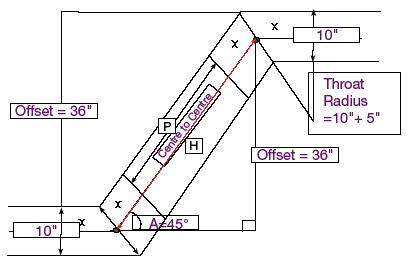 x
10"
x
Throat
Radius
=10"+ 5"
Offset = 36"
P
Centre to Centre
H
Offset = 36"
x
x
A=45°
10"